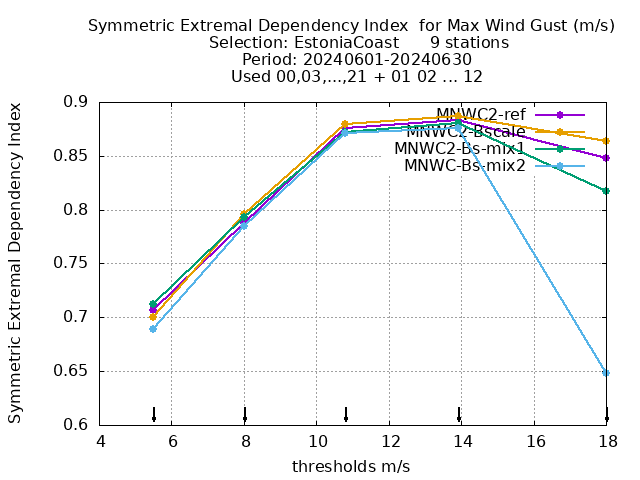 Symmetric Extremal Dependency Index  for Max Wind Gust (m/s)
Selection: EstoniaCoast      9 stations
Period: 20240601-20240630
Used 00,03,...,21 + 01 02 ... 12
Symmetric Extremal Dependency Index
0.9
0.85
0.8
0.75
0.7
0.65
0.6
MNWC2-ref
MNWC2-Bscale
MNWC2-Bs-mix1
MNWC-Bs-mix2
4 6 8 10 12 14 16 18
thresholds m/s